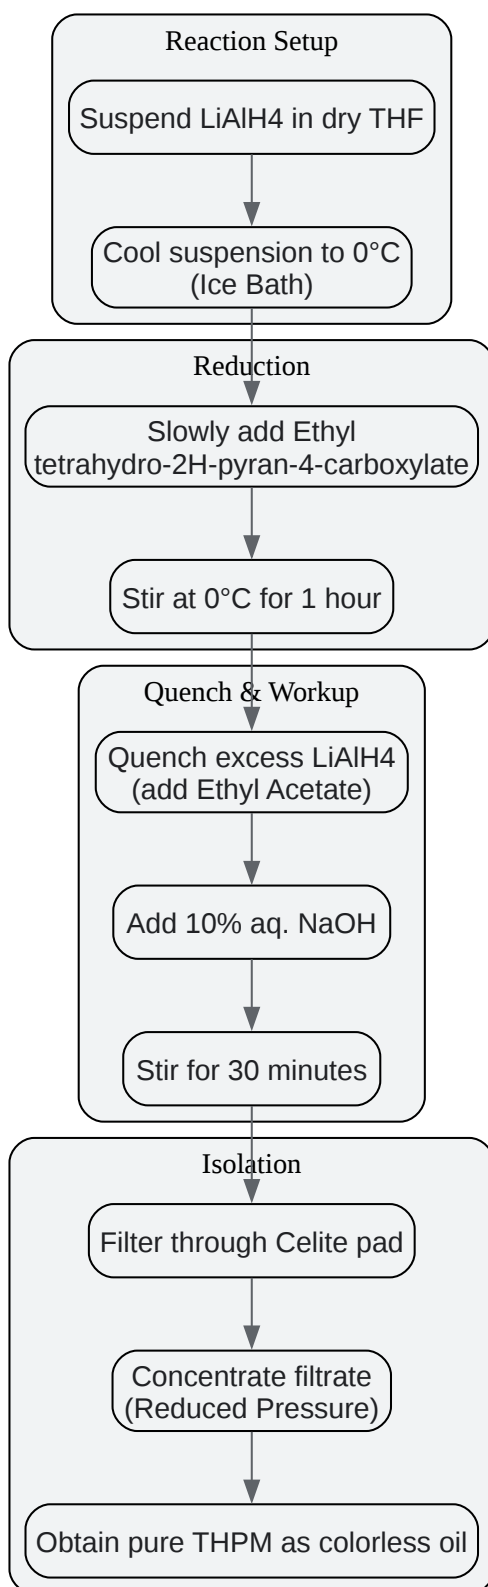 Reaction Setup
Suspend LiAlH4 in dry THF
Cool suspension to 0°C
(Ice Bath)
Reduction
Slowly add Ethyl
tetrahydro-2H-pyran-4-carboxylate
Stir at 0°C for 1 hour
Quench & Workup
Quench excess LiAlH4
(add Ethyl Acetate)
Add 10% aq. NaOH
Stir for 30 minutes
Isolation
Filter through Celite pad
Concentrate filtrate
(Reduced Pressure)
Obtain pure THPM as colorless oil